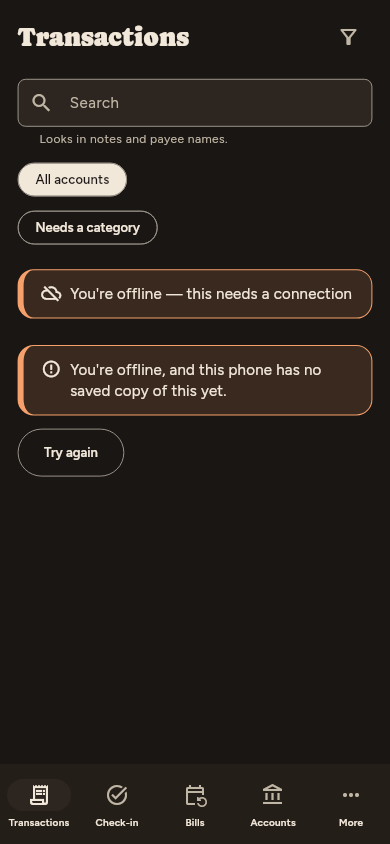 Transactions
Search
Looks in notes and payee names.
All accounts
Needs a category
You're offline — this needs a connection
You're offline, and this phone has no
saved copy of this yet.
Try again
Transactions Check-in Bills Accounts More